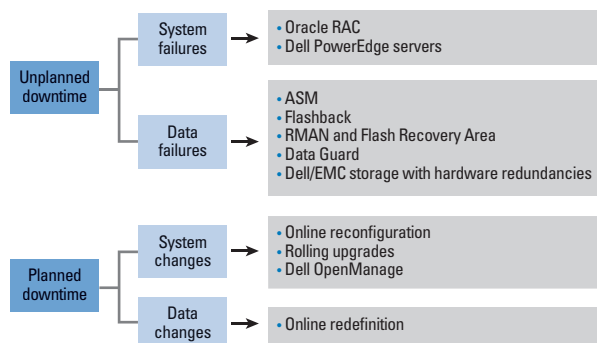 Unplanned
downtime
System
failures
• Oracle RAC
• Dell PowerEdge servers
Data
failures
• ASM
• Flashback
• RMAN and Flash Recovery Area
• Data Guard
• Dell/EMC storage with hardware redundancies
Planned
downtime
System
changes
• Online reconfiguration
• Rolling upgrades
• Dell OpenManage
Data
changes
• Online redefinition